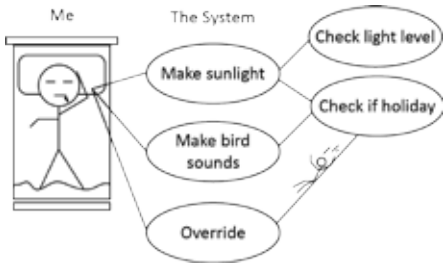 Me
The System
Check light level
Make sunlight
Check if holiday
Make bird
sounds
Override